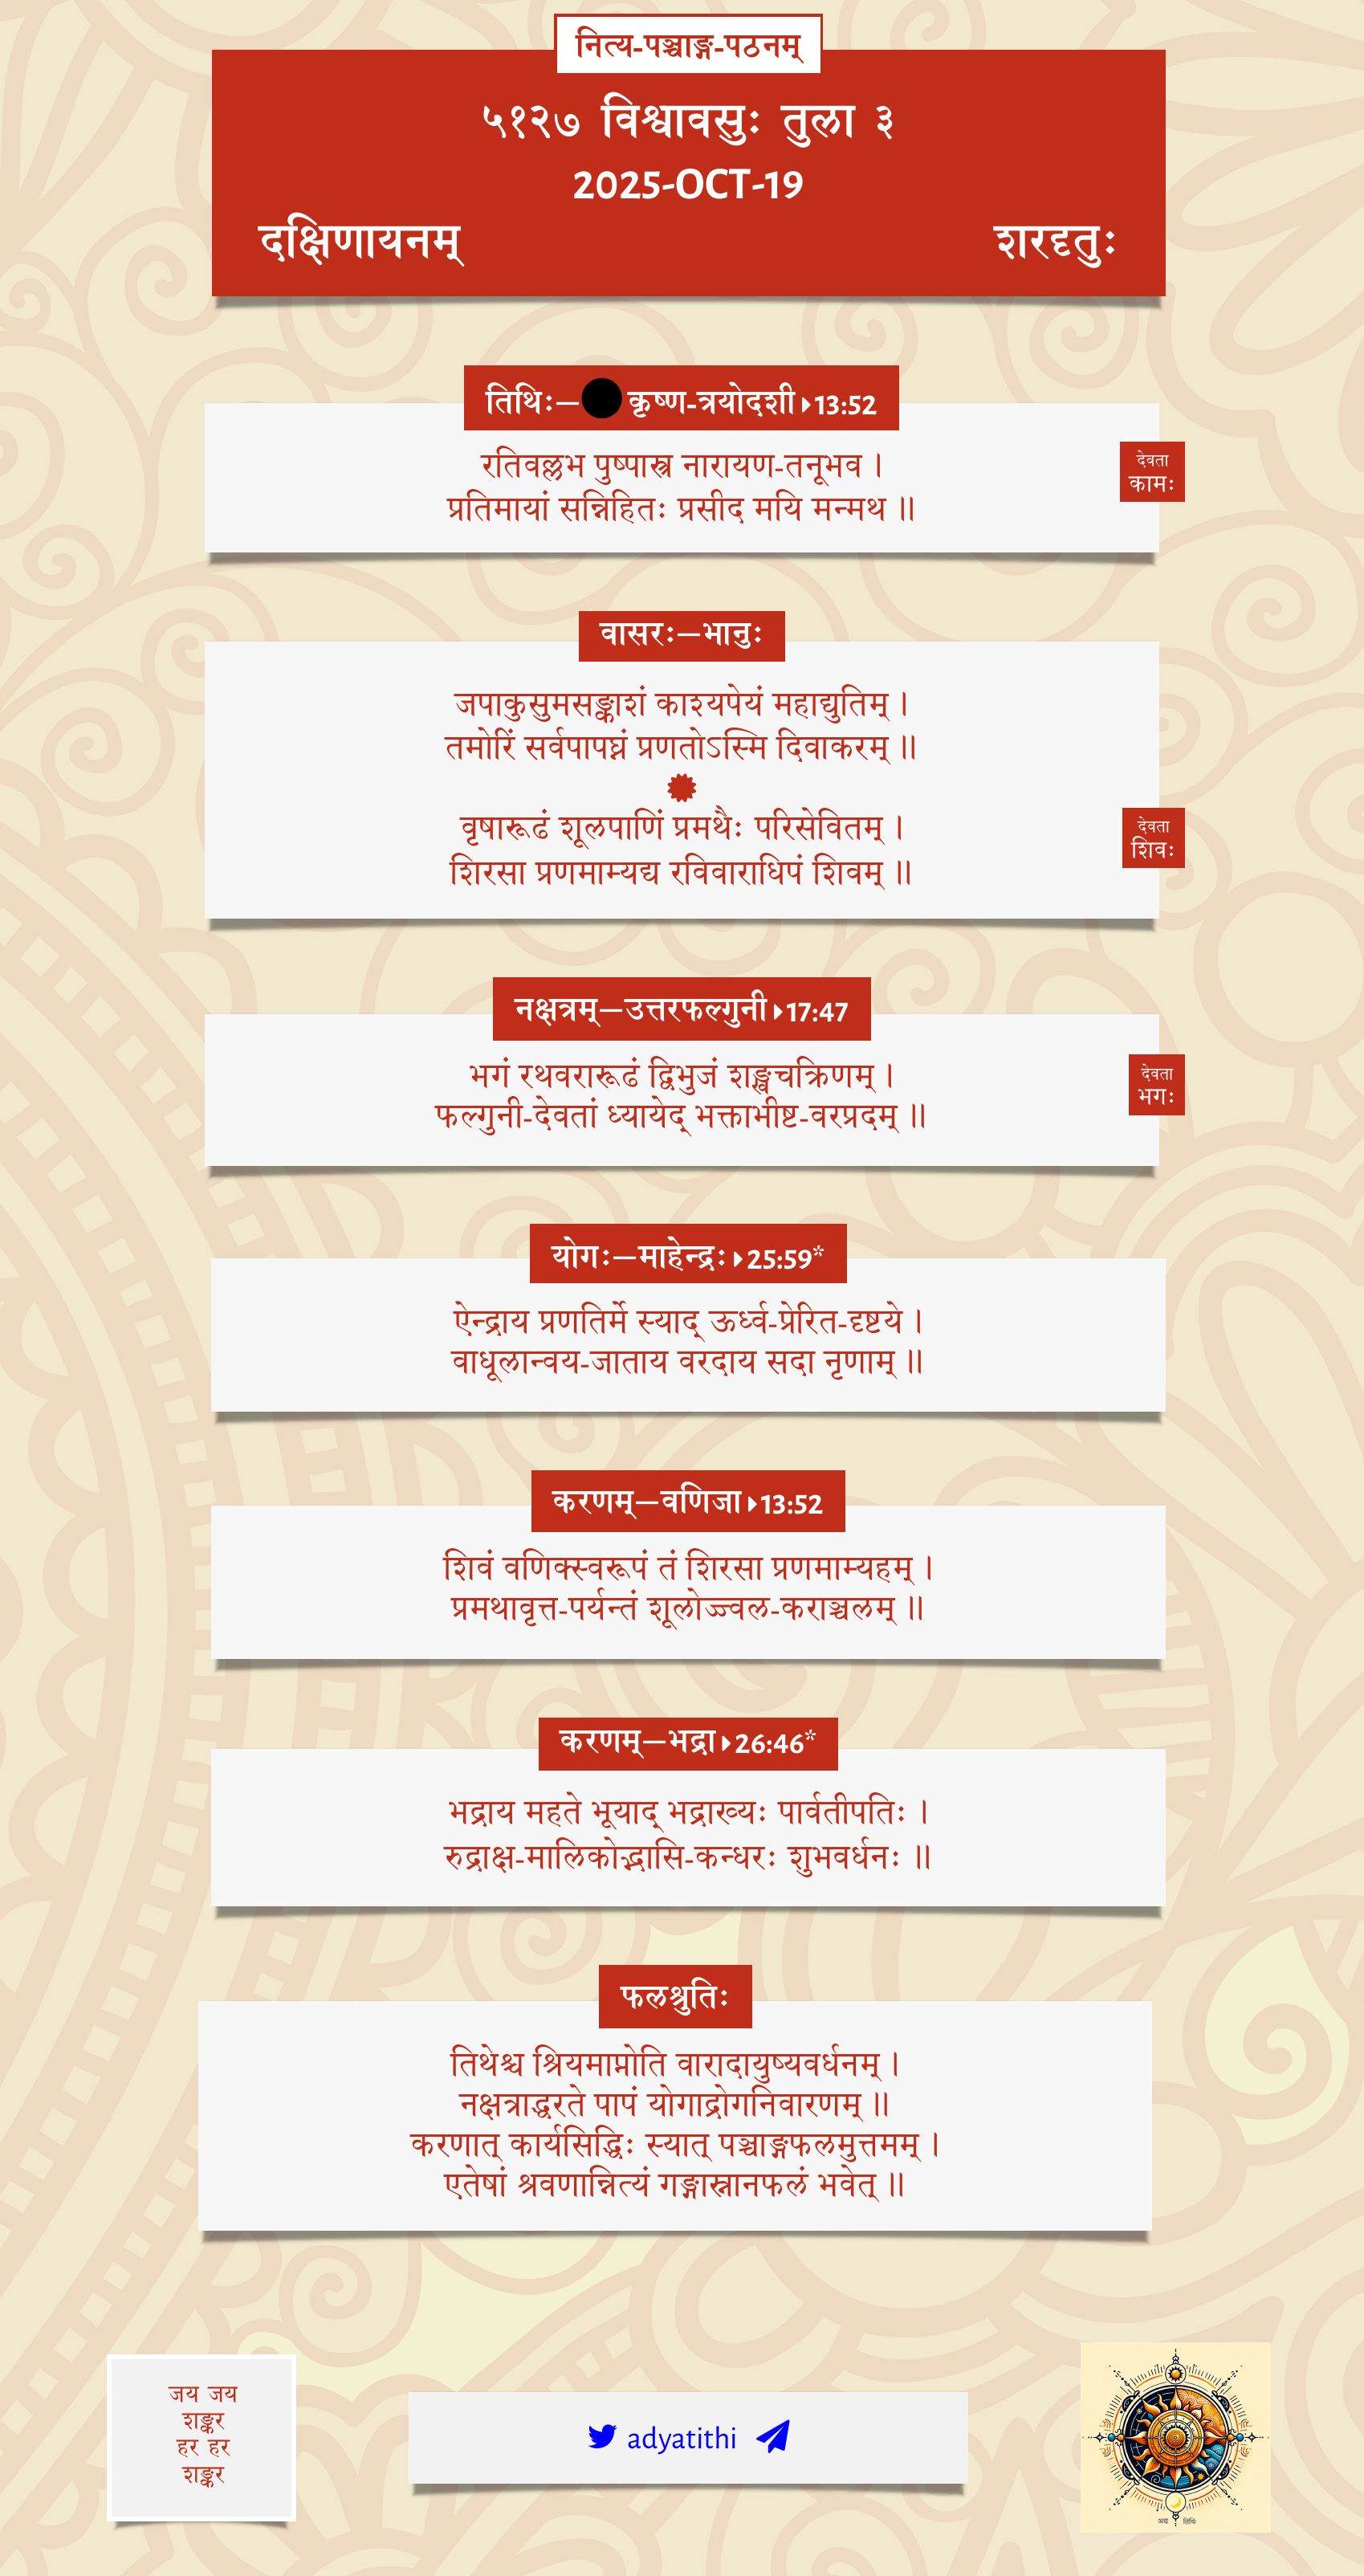 नित्य-पञ्चाङ्ग-पठनम्
५१२७ विश्वावसुः तुला ३
2025-OCT-19
दक्षिणायनम् शरदृतुः
तिथिः—कृष्ण-त्रयोदशी 13:52
रतिवल्लभ पुष्पास्त्र नारायण-तनूभव ।
प्रतिमायां सन्निहितः प्रसीद मयि मन्मथ ॥
देवता
कामः
वासरः—भानुः
जपाकुसुमसङ्काशं काश्यपेयं महाद्युतिम् ।
तमोरिं सर्वपापघ्नं प्रणतोऽस्मि दिवाकरम् ॥
वृषारूढं शूलपाणिं प्रमथैः परिसेवितम् ।
शिरसा प्रणमाम्यद्य रविवाराधिपं शिवम् ॥
देवता
शिवः
नक्षत्रम्—उत्तरफल्गुनी 17:47
भगं रथवरारूढं द्विभुजं शङ्खचक्रिणम् ।
फल्गुनी-देवतां ध्यायेद् भक्ताभीष्ट-वरप्रदम् ॥
देवता
भगः
योगः—माहेन्द्रः 25:59*
ऐन्द्राय प्रणतिर्मे स्याद् ऊर्ध्व-प्रेरित-दृष्टये ।
वाधूलान्वय-जाताय वरदाय सदा नृणाम् ॥
करणम्—वणिजा 13:52
शिवं वणिक्स्वरूपं तं शिरसा प्रणमाम्यहम् ।
प्रमथावृत्त-पर्यन्तं शूलोज्ज्वल-कराञ्चलम् ॥
करणम्—भद्रा 26:46*
भद्राय महते भूयाद् भद्राख्यः पार्वतीपतिः ।
रुद्राक्ष-मालिकोद्भासि-कन्धरः शुभवर्धनः ॥
फलश्रुतिः
तिथेश्च श्रियमाप्नोति वारादायुष्यवर्धनम् ।
नक्षत्राद्धरते पापं योगाद्रोगनिवारणम् ॥
करणात् कार्यसिद्धिः स्यात् पञ्चाङ्गफलमुत्तमम् ।
एतेषां श्रवणान्नित्यं गङ्गास्नानफलं भवेत् ॥
जय जय
शङ्कर
हर हर
शङ्कर
adyatithi
अद्य तिथिः